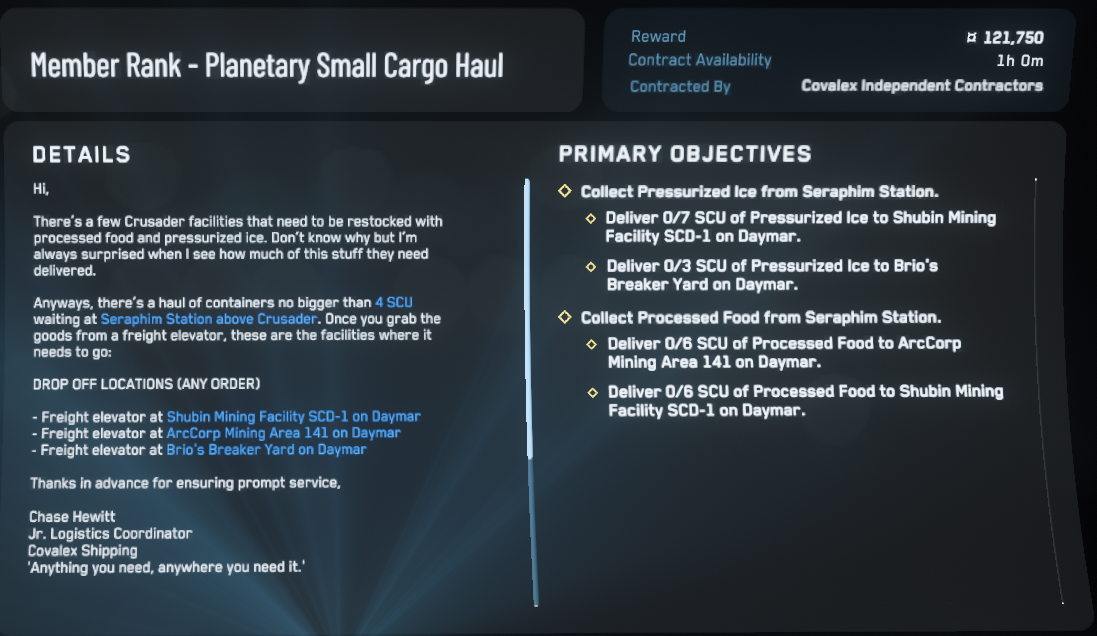 Member Rank - Planetary Small Cargo Haul
Reward ¤ 121,750
Contract Availability 1h 0m
Contracted By Covalex Independent Contractors
DETAILS
Hi,
There's a few Crusader facilities that need to be restocked with
processed food and pressurized ice. Don't know why but I'm
always surprised when I see how much of this stuff they need
delivered.
Anyways, there's a haul of containers no bigger than 4 SCU
waiting at Seraphim Station above Crusader. Once you grab the
goods from a freight elevator, these are the facilities where it
needs to go:
DROP OFF LOCATIONS (ANY ORDER)
- Freight elevator at Shubin Mining Facility SCD-1 on Daymar
- Freight elevator at ArcCorp Mining Area 141 on Daymar
- Freight elevator at Brio's Breaker Yard on Daymar
Thanks in advance for ensuring prompt service,
Chase Hewitt
Jr. Logistics Coordinator
Covalex Shipping
'Anything you need, anywhere you need it.'
PRIMARY OBJECTIVES
Collect Pressurized Ice from Seraphim Station.
Deliver 0/7 SCU of Pressurized Ice to Shubin Mining
Facility SCD-1 on Daymar.
Deliver 0/3 SCU of Pressurized Ice to Brio's
Breaker Yard on Daymar.
Collect Processed Food from Seraphim Station.
Deliver 0/6 SCU of Processed Food to ArcCorp
Mining Area 141 on Daymar.
Deliver 0/6 SCU of Processed Food to Shubin Mining
Facility SCD-1 on Daymar.